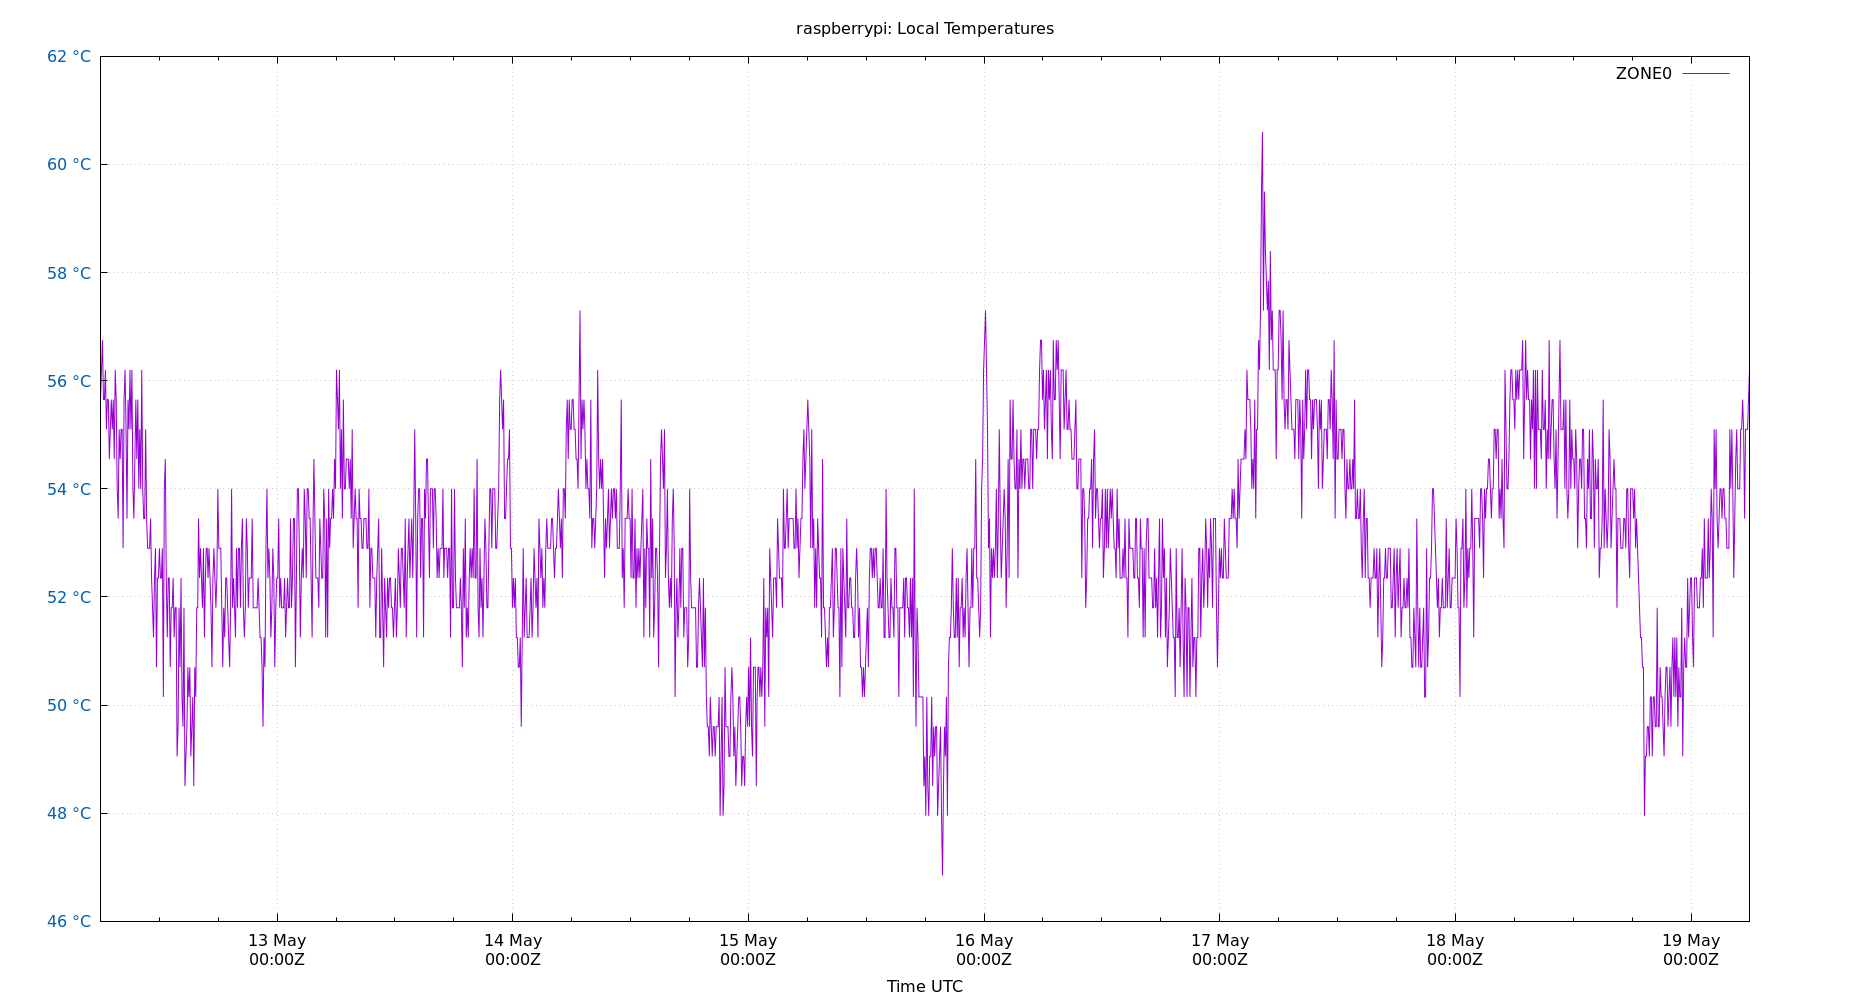 raspberrypi: Local Temperatures
62 °C
ZONE0
60 °C
58 °C
56 °C
54 °C
52 °C
50 °C
48 °C
46 °C
13 May 14 May 15 May 16 May 17 May 18 May 19 May
00:00Z 00:00Z 00:00Z 00:00Z 00:00Z 00:00Z 00:00Z
Time UTC